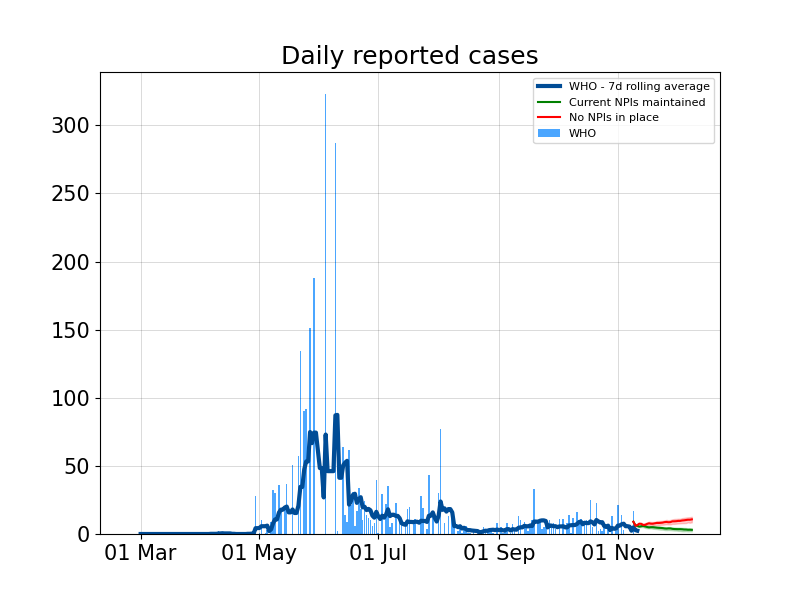 Daily reported cases
WHO - 7d rolling average
Current NPIs maintained
No NPIs in place
WHO
300
250
200
150
100
50
0
01 Mar
01 May
01 Jul
01 Sep
01 Nov